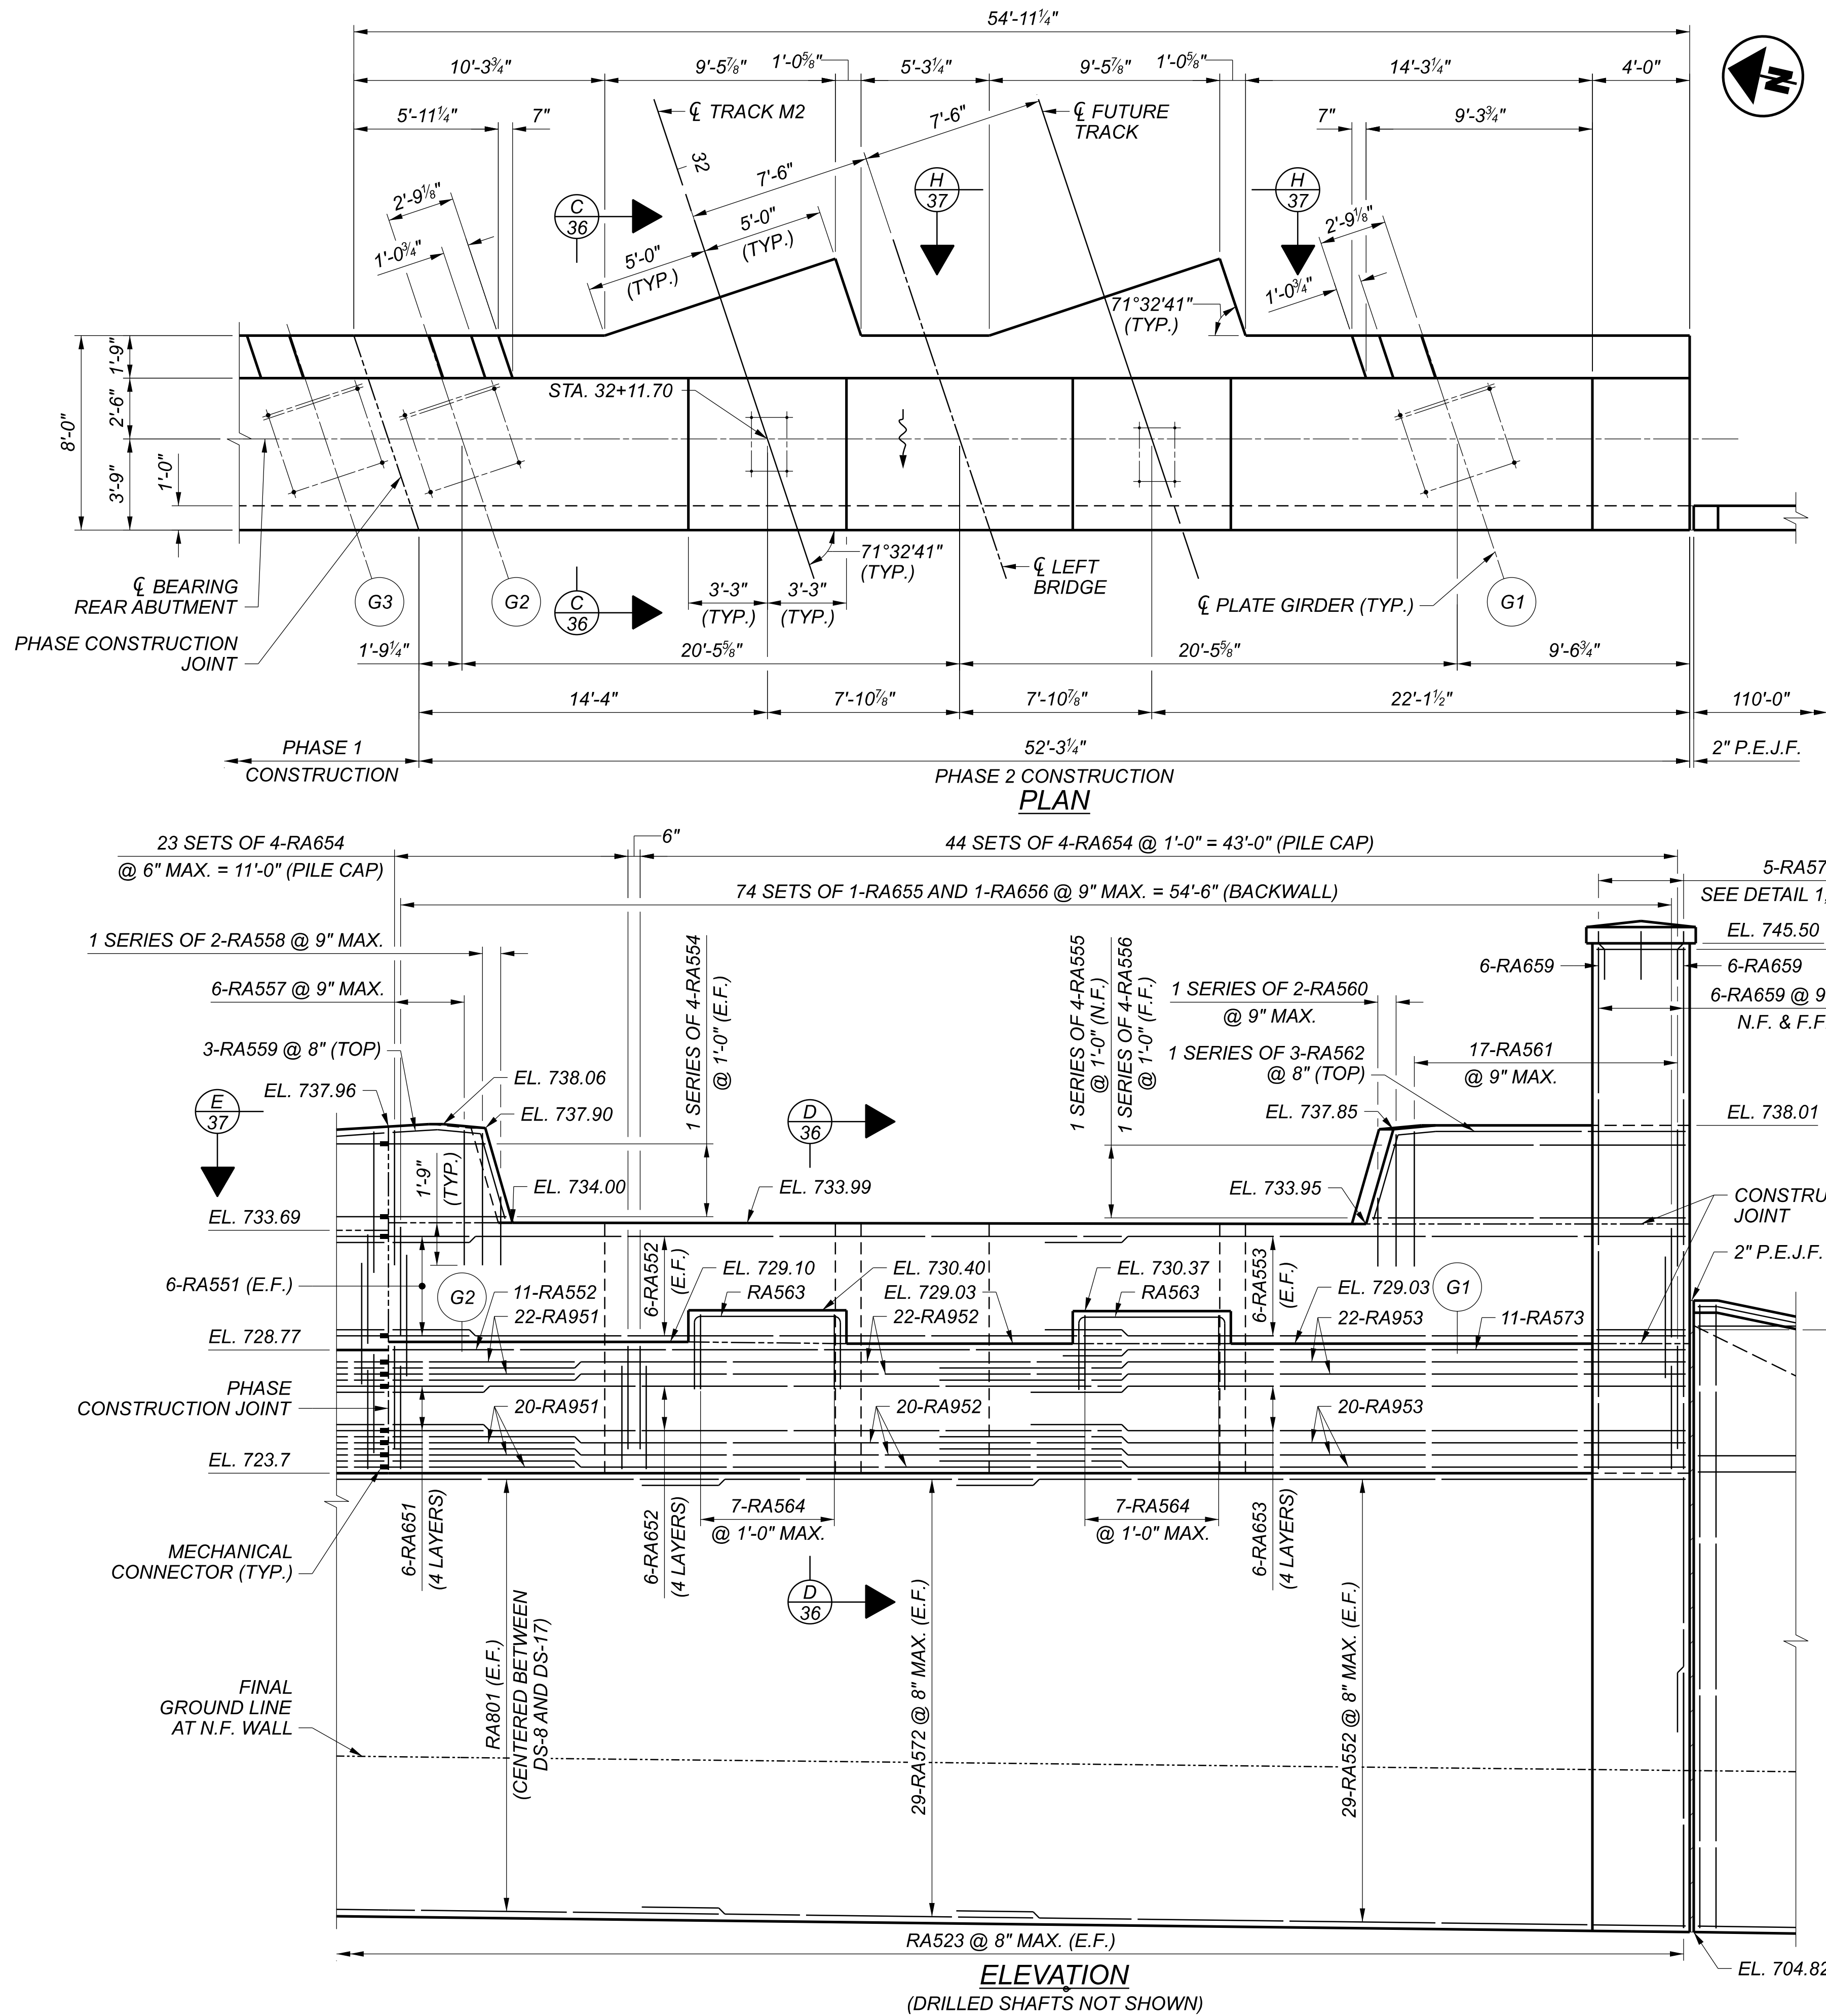 54'-11¼"
10'-3¾"
9'-5⅞"
1'-0⅝"
5'-3¼"
9'-5⅞"
1'-0⅝"
14'-3¼"
4'-0"
N
5'-11¼"
7"
℄ TRACK M2
7'-6"
℄ FUTURE
TRACK
7"
9'-3¾"
32
7'-6"
2'-9⅛"
1'-0¾"
C
36
5'-0"
(TYP.)
5'-0"
(TYP.)
H
37
H
37
2'-9⅛"
1'-0¾"
71°32'41"
(TYP.)
8'-0"
1'-9"
2'-6"
3'-9"
1'-0"
STA. 32+11.70
℄ BEARING
REAR ABUTMENT
PHASE CONSTRUCTION
JOINT
G3
G2
C
36
71°32'41"
(TYP.)
3'-3"
(TYP.)
3'-3"
(TYP.)
℄ LEFT
BRIDGE
℄ PLATE GIRDER (TYP.)
G1
1'-9¼"
20'-5⅝"
20'-5⅝"
9'-6¾"
14'-4"
7'-10⅞"
7'-10⅞"
22'-1½"
110'-0"
PHASE 1
CONSTRUCTION
52'-3¼"
PHASE 2 CONSTRUCTION
2" P.E.J.F.
PLAN
23 SETS OF 4-RA654
@ 6" MAX. = 11'-0" (PILE CAP)
6"
44 SETS OF 4-RA654 @ 1'-0" = 43'-0" (PILE CAP)
74 SETS OF 1-RA655 AND 1-RA656 @ 9" MAX. = 54'-6" (BACKWALL)
5-RA57
SEE DETAIL 1,
1 SERIES OF 2-RA558 @ 9" MAX.
6-RA557 @ 9" MAX.
3-RA559 @ 8" (TOP)
EL. 737.96
EL. 738.06
EL. 737.90
1 SERIES OF 4-RA554
@ 1'-0" (E.F.)
1 SERIES OF 4-RA555
@ 1'-0" (N.F.)
1 SERIES OF 4-RA556
@ 1'-0" (F.F.)
1 SERIES OF 2-RA560
@ 9" MAX.
1 SERIES OF 3-RA562
@ 8" (TOP)
EL. 737.85
17-RA561
@ 9" MAX.
6-RA659
EL. 745.50
6-RA659
6-RA659 @ 9
N.F. & F.F.
EL. 738.01
E
37
D
36
1'-9"
(TYP.)
EL. 734.00
EL. 733.99
EL. 733.95
CONSTRU
JOINT
2" P.E.J.F.
EL. 733.69
6-RA551 (E.F.)
G2
11-RA552
22-RA951
6-RA552
(E.F.)
EL. 729.10
RA563
EL. 730.40
EL. 729.03
22-RA952
EL. 730.37
RA563
6-RA553
(E.F.)
EL. 729.03
G1
22-RA953
11-RA573
EL. 728.77
PHASE
CONSTRUCTION JOINT
20-RA951
20-RA952
20-RA953
EL. 723.7
6-RA651
(4 LAYERS)
6-RA652
(4 LAYERS)
7-RA564
@ 1'-0" MAX.
7-RA564
@ 1'-0" MAX.
6-RA653
(4 LAYERS)
MECHANICAL
CONNECTOR (TYP.)
D
36
RA801 (E.F.)
(CENTERED BETWEEN
DS-8 AND DS-17)
29-RA572 @ 8" MAX. (E.F.)
29-RA552 @ 8" MAX. (E.F.)
FINAL
GROUND LINE
AT N.F. WALL
RA523 @ 8" MAX. (E.F.)
EL. 704.82
ELEVATION
(DRILLED SHAFTS NOT SHOWN)